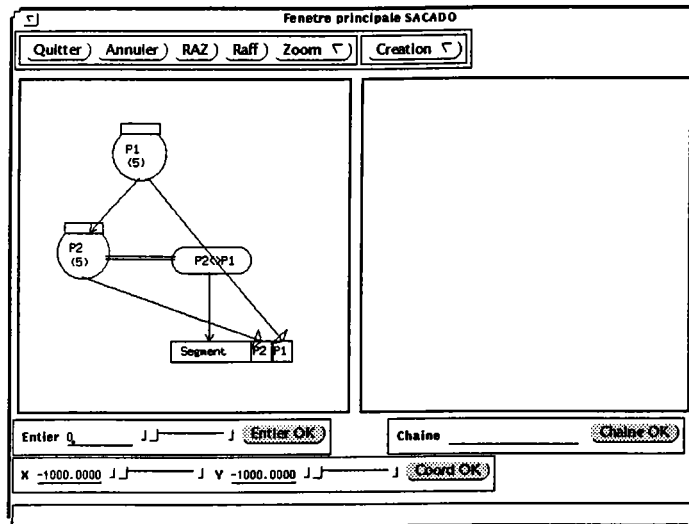 Fenetre principale SACADO
Quitter Annuler RAZ Raff Zoom Creation
P1
(5)
P2
(5)
P2<>P1
Segment P2 P1
Entier 0 Entier OK Chaine Chaine OK
X -1000.0000 Y -1000.0000 Coord OK